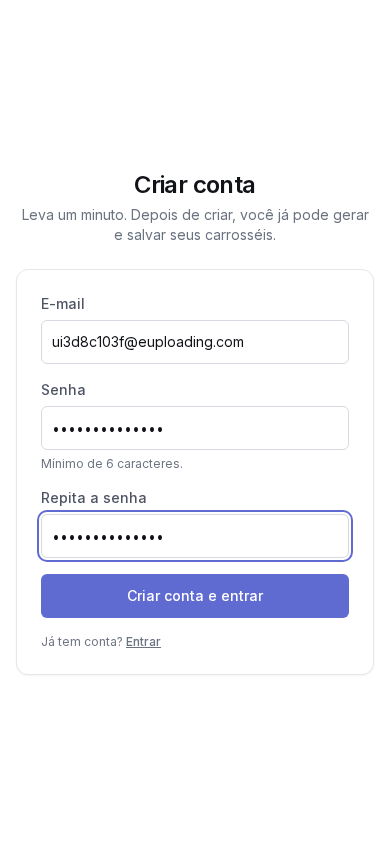 Criar conta
Leva um minuto. Depois de criar, você já pode gerar
e salvar seus carrosséis.
E-mail
ui3d8c103f@euploading.com
Senha
••••••••••••••
Mínimo de 6 caracteres.
Repita a senha
••••••••••••••
Criar conta e entrar
Já tem conta? Entrar